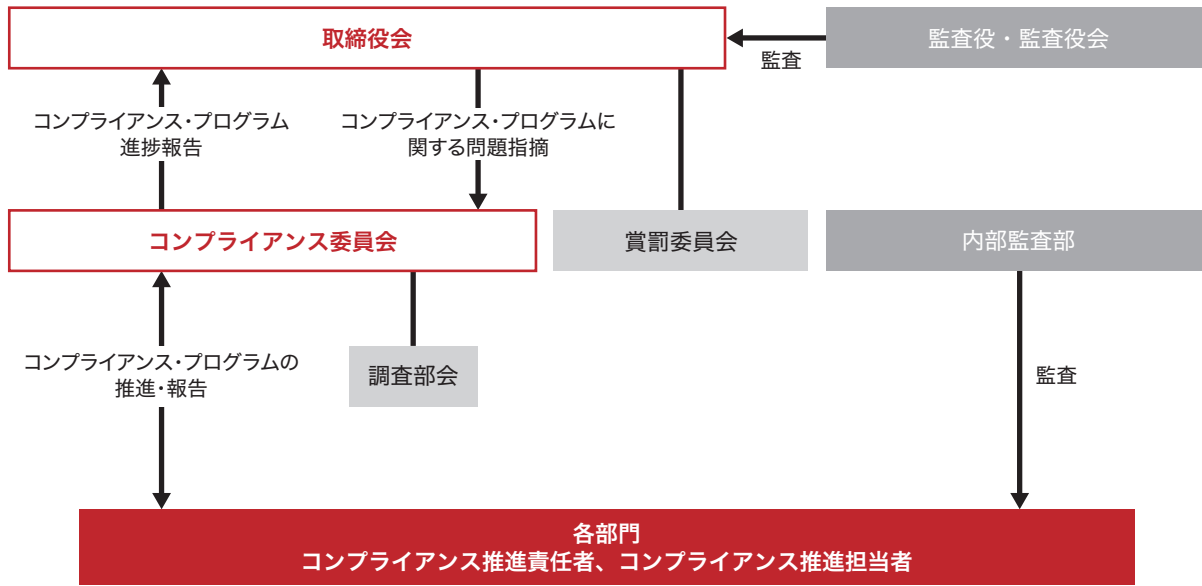 取締役会
監査役・監査役会
監査
コンプライアンス・プログラム
進捗報告
コンプライアンス・プログラムに
関する問題指摘
コンプライアンス委員会
賞罰委員会
内部監査部
コンプライアンス・プログラムの
推進・報告
調査部会
監査
各部門
コンプライアンス推進責任者、コンプライアンス推進担当者